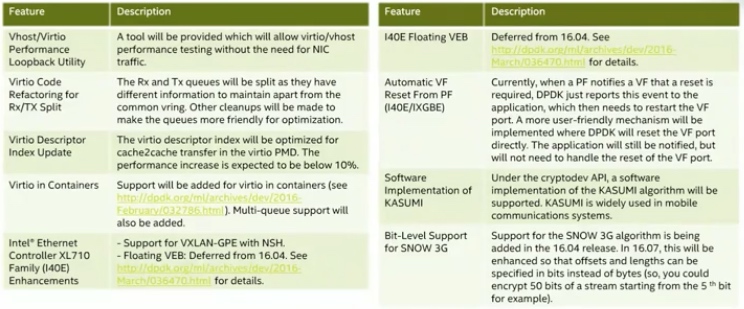 Feature Description
Vhost/Virtio
Performance
Loopback Utility
A tool will be provided which will allow virtio/vhost
performance testing without the need for NIC
traffic.
Virtio Code
Refactoring for
Rx/TX Split
The Rx and Tx queues will be split as they have
different information to maintain apart from the
common vring. Other cleanups will be made to
make the queues more friendly for optimization.
Virtio Descriptor
Index Update
The virtio descriptor index will be optimized for
cache2cache transfer in the virtio PMD. The
performance increase is expected to be below 10%.
Virtio in Containers
Support will be added for virtio in containers (see
http://dpdk.org/ml/archives/dev/2016-
February/032786.html). Multi-queue support will
also be added.
Intel® Ethernet
Controller XL710
Family (I40E)
Enhancements
- Support for VXLAN-GPE with NSH.
- Floating VEB: Deferred from 16.04. See
http://dpdk.org/ml/archives/dev/2016-
March/036470.html for details.
Feature Description
I40E Floating VEB
Deferred from 16.04. See
http://dpdk.org/ml/archives/dev/2016-
March/036470.html for details.
Automatic VF
Reset From PF
(I40E/IXGBE)
Currently, when a PF notifies a VF that a reset is
required, DPDK just reports this event to the
application, which then needs to restart the VF
port. A more user-friendly mechanism will be
implemented where DPDK will reset the VF port
directly. The application will still be notified, but
will not need to handle the reset of the VF port.
Software
Implementation of
KASUMI
Under the cryptodev API, a software
implementation of the KASUMI algorithm will be
supported. KASUMI is widely used in mobile
communications systems.
Bit-Level Support
for SNOW 3G
Support for the SNOW 3G algorithm is being
added in the 16.04 release. In 16.07, this will be
enhanced so that offsets and lengths can be
specified in bits instead of bytes (so, you could
encrypt 50 bits of a stream starting from the 5 th bit
for example).